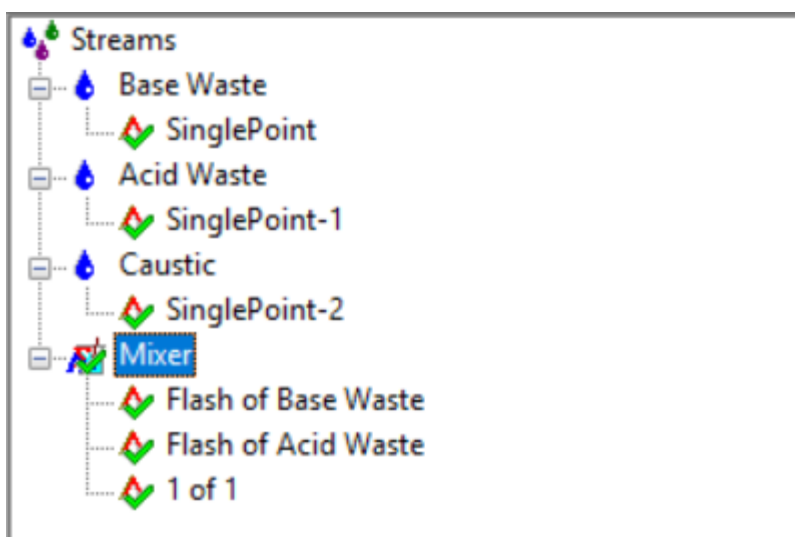 Streams
Base Waste
SinglePoint
Acid Waste
SinglePoint-1
Caustic
SinglePoint-2
Mixer
Flash of Base Waste
Flash of Acid Waste
1 of 1